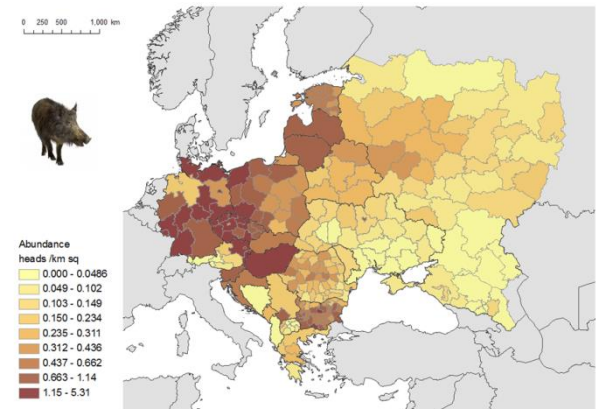 0 250 500 1,000 km
Abundance
heads /km sq
0.000 - 0.0486
0.049 - 0.102
0.103 - 0.149
0.150 - 0.234
0.235 - 0.311
0.312 - 0.436
0.437 - 0.662
0.663 - 1.14
1.15 - 5.31